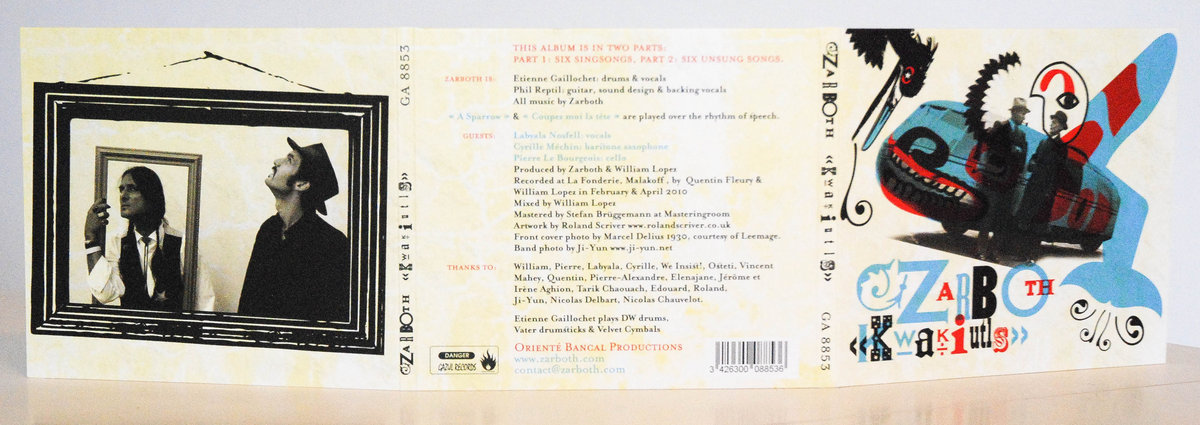 GA 8853
ZARBOTH «Kwakiutls»
THIS ALBUM IS IN TWO PARTS:
PART 1: SIX SINGSONGS, PART 2: SIX UNSUNG SONGS.
ZARBOTH IS:
Etienne Gaillochet: drums & vocals
Phil Reptil: guitar, sound design & backing vocals
All music by Zarboth
« A Sparrow » & « Coupez moi la tête » are played over the rhythm of speech.
GUESTS:
Labyala Nosfell: vocals
Cyrille Méchin: baritone saxophone
Pierre Le Bourgeois: cello
Produced by Zarboth & William Lopez
Recorded at La Fonderie, Malakoff , by Quentin Fleury &
William Lopez in February & April 2010
Mixed by William Lopez
Mastered by Stefan Brüggemann at Masteringroom
Artwork by Roland Scriver www.rolandscriver.co.uk
Front cover photo by Marcel Delius 1930, courtesy of Leemage.
Band photo by Ji-Yun www.ji-yun.net
THANKS TO:
William, Pierre, Labyala, Cyrille, We Insist!, Osteti, Vincent
Mahey, Quentin, Pierre-Alexandre, Elenajane, Jérôme et
Irène Aghion, Tarik Chaouach, Edouard, Roland,
Ji-Yun, Nicolas Delbart, Nicolas Chauvelot.
Etienne Gaillochet plays DW drums,
Vater drumsticks & Velvet Cymbals
ORIENTÉ BANCAL PRODUCTIONS
www.zarboth.com
contact@zarboth.com
DANGER
GAZUL RECORDS
3 426300 088536
ZARBOTH «Kwakiutls»
GA 8853
ZARBOTH
«Kwakiutls»